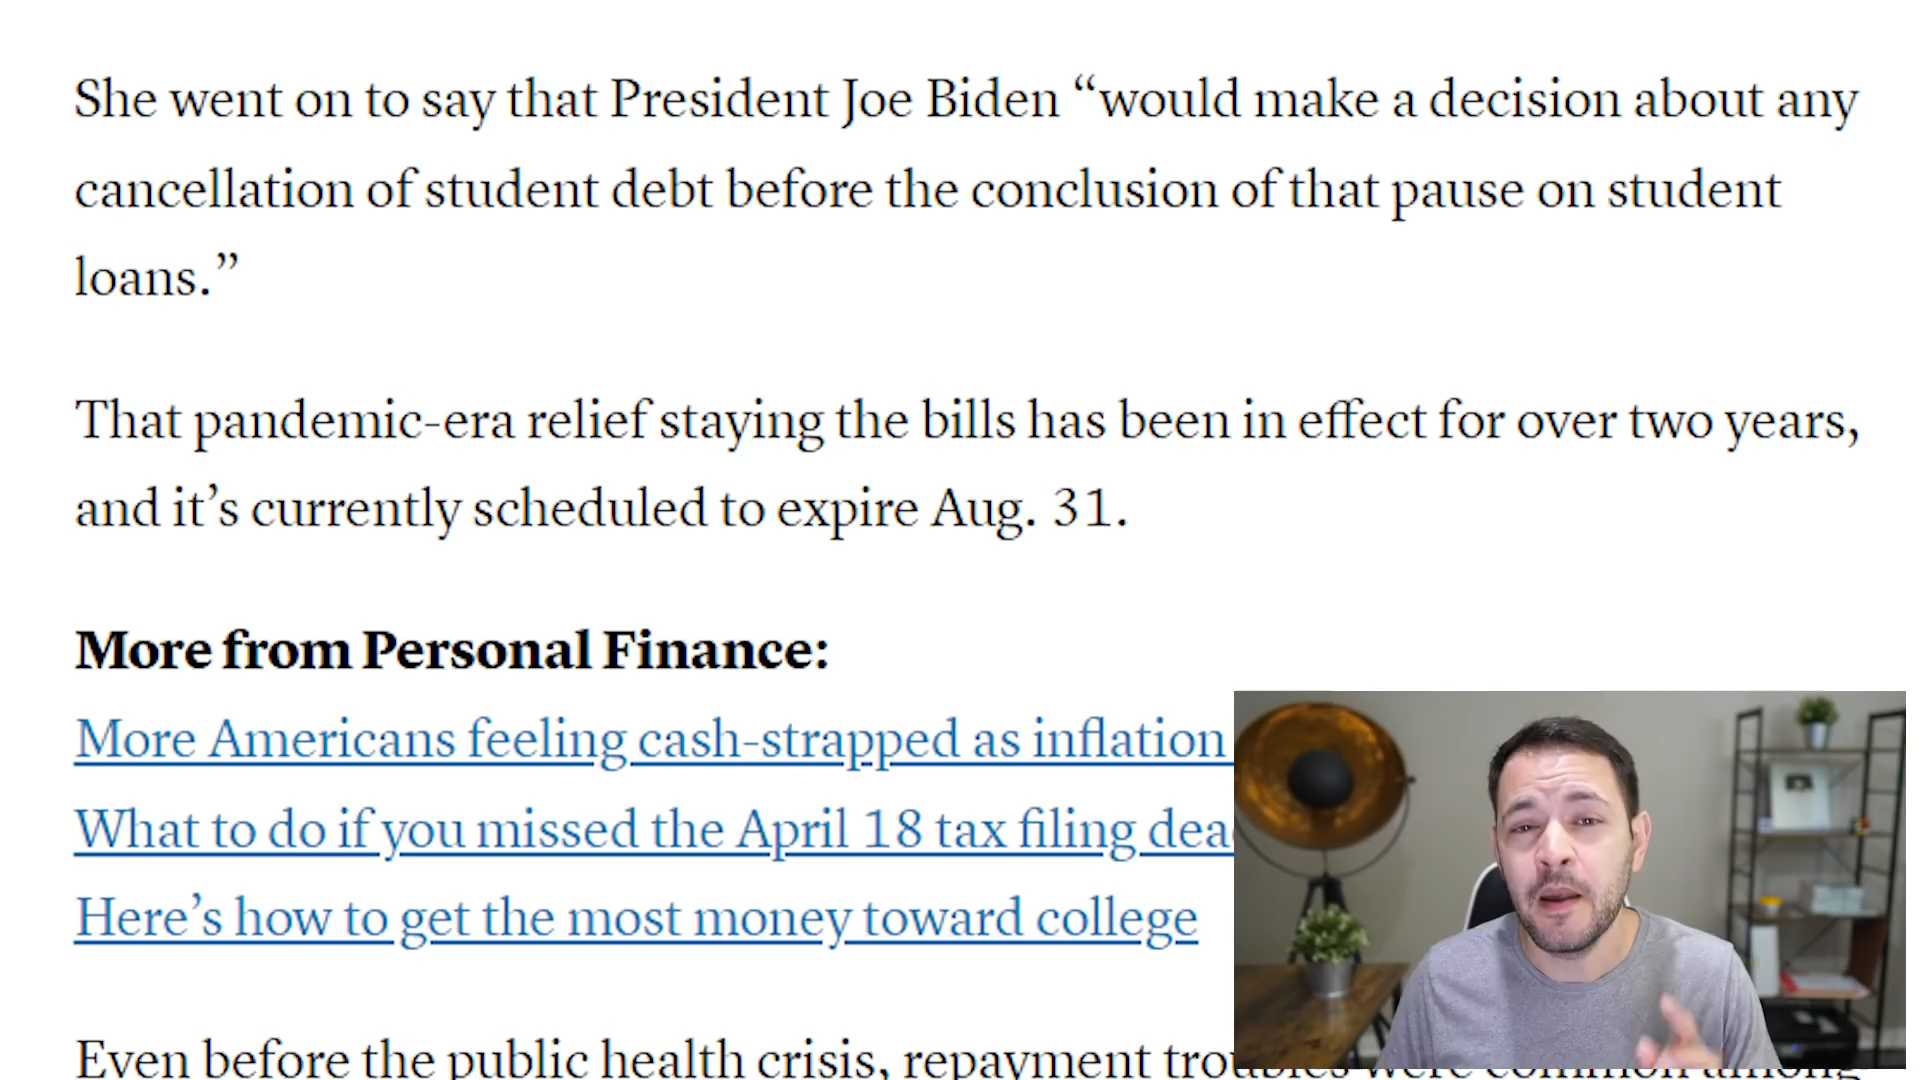 She went on to say that President Joe Biden “would make a decision about any
cancellation of student debt before the conclusion of that pause on student
loans.”
That pandemic-era relief staying the bills has been in effect for over two years,
and it’s currently scheduled to expire Aug. 31.
More from Personal Finance:
More Americans feeling cash-strapped as inflation
What to do if you missed the April 18 tax filing
Here’s how to get the most money toward college
Even before the public health crisis, repayment troubles were common among